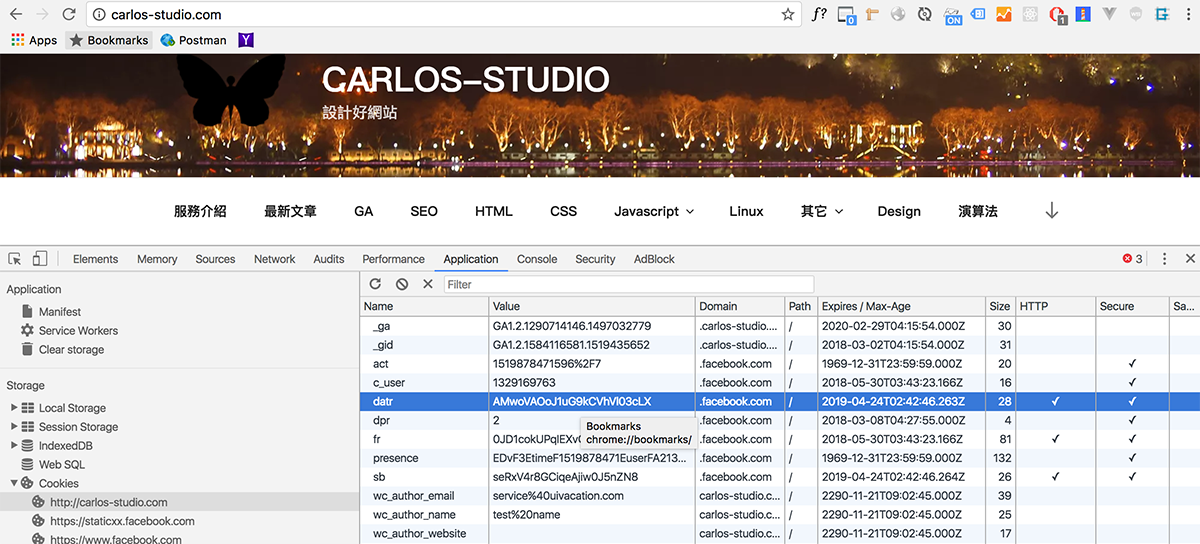 carlos-studio.com
f?
0
ON
1
Apps Bookmarks Postman Y
CARLOS-STUDIO
設計好網站
服務介紹 最新文章 GA SEO HTML CSS Javascript Linux 其它 Design 演算法
Elements Memory Sources Network Audits Performance Application Console Security AdBlock 3
Application
Manifest
Service Workers
Clear storage
Storage
Local Storage
Session Storage
IndexedDB
Web SQL
Cookies
http://carlos-studio.com
https://staticxx.facebook.com
https://www.facebook.com
Filter
Name Value Domain Path Expires / Max-Age Size HTTP Secure Sa...
_ga GA1.2.1290714146.1497032779 .carlos-studio.... / 2020-02-29T04:15:54.000Z 30
_gid GA1.2.1584116581.1519435652 .carlos-studio.... / 2018-03-02T04:15:54.000Z 31
act 1519878471596%2F7 .facebook.com / 1969-12-31T23:59:59.000Z 20 ✓
c_user 1329169763 .facebook.com / 2018-05-30T03:43:23.166Z 16 ✓
datr AMwoVAOoJ1uG9kCVhVl03cLX .facebook.com / 2019-04-24T02:42:46.263Z 28 ✓ ✓
dpr 2 .facebook.com / 2018-03-08T04:27:55.000Z 4 ✓
fr 0JD1cokUPqlEXv .facebook.com / 2018-05-30T03:43:23.166Z 81 ✓ ✓
presence EDvF3EtimeF1519878471EuserFA213... .facebook.com / 1969-12-31T23:59:59.000Z 132 ✓
sb seRxV4r8GCiqeAjiw0J5nZN8 .facebook.com / 2019-04-24T02:42:46.264Z 26 ✓ ✓
wc_author_email service%40uivacation.com carlos-studio.c... / 2290-11-21T09:02:45.000Z 39
wc_author_name test%20name carlos-studio.c... / 2290-11-21T09:02:45.000Z 25
wc_author_website carlos-studio.c... / 2290-11-21T09:02:45.000Z 17
Bookmarks
chrome://bookmarks/